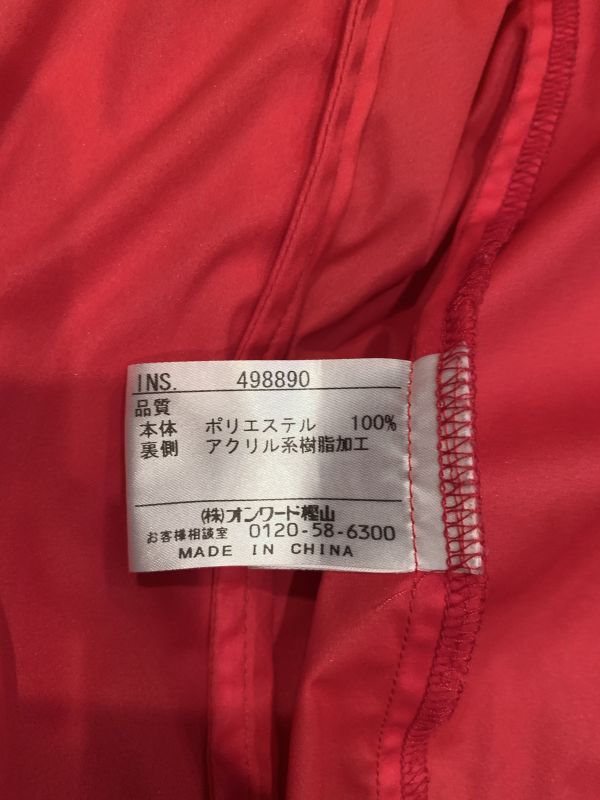 INS. 498890
品質
本体 ポリエステル 100%
裏側 アクリル系樹脂加工
(株)オンワード樫山
お客様相談室 0120-58-6300
MADE IN CHINA